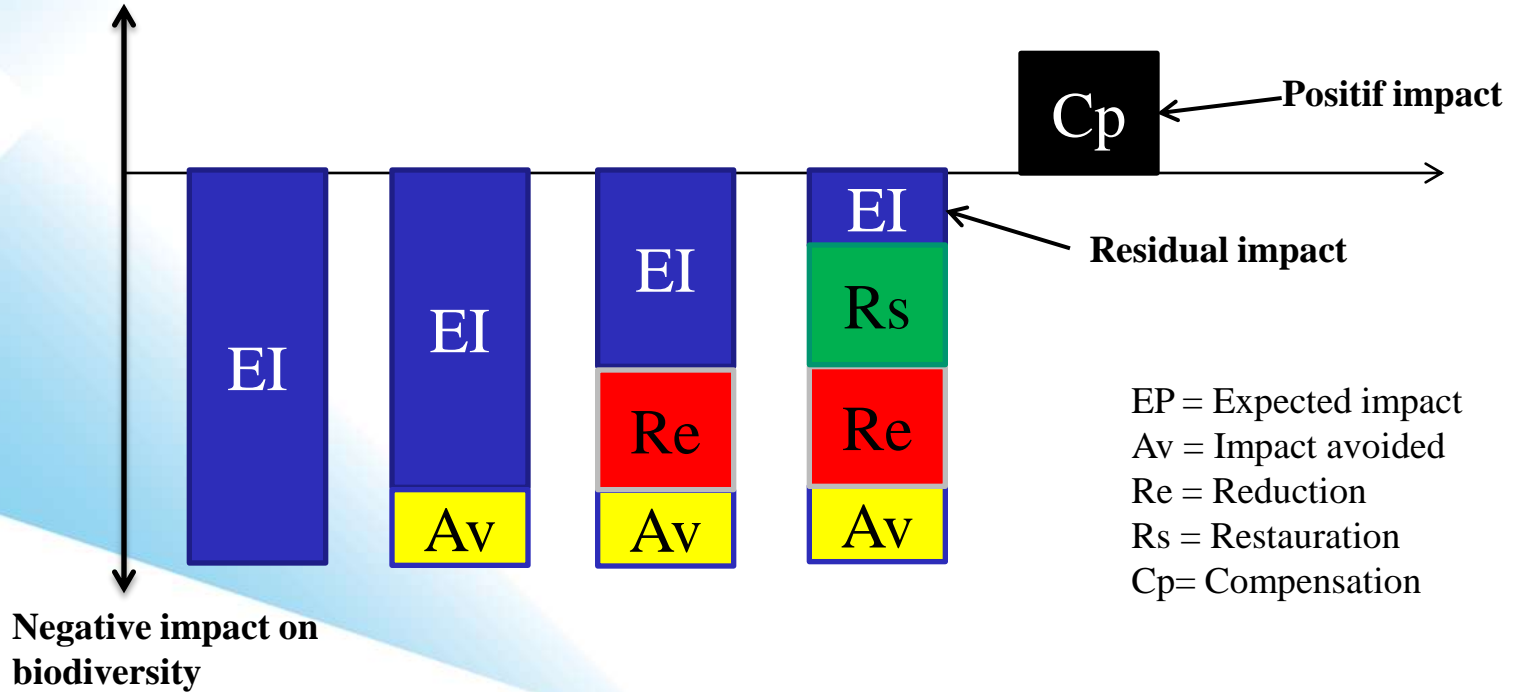 Cp
Positif impact
EI
EI
EI
EI
Residual impact
Rs
Re
Re
Av
Av
Av
EP = Expected impact
Av = Impact avoided
Re = Reduction
Rs = Restauration
Cp= Compensation
Negative impact on
biodiversity